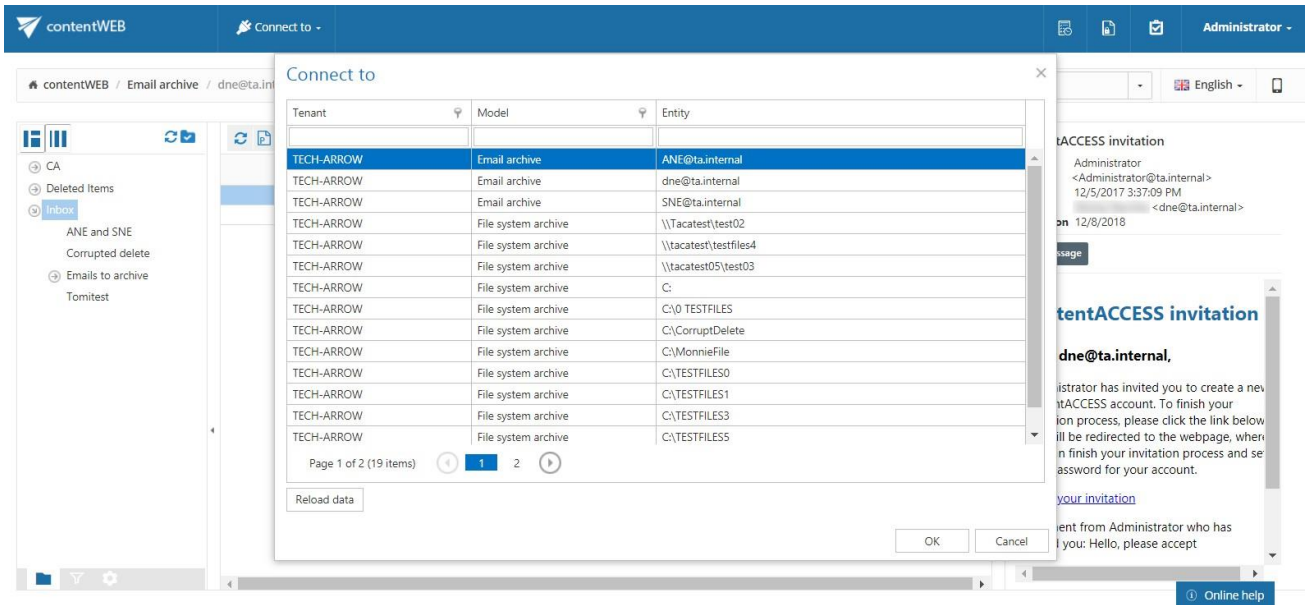 contentWEB
Connect to
Administrator
contentWEB / Email archive / dne@ta.int
English
Connect to
Tenant Model Entity
TECH-ARROW Email archive ANE@ta.internal
TECH-ARROW Email archive dne@ta.internal
TECH-ARROW Email archive SNE@ta.internal
TECH-ARROW File system archive \\Tacatest\test02
TECH-ARROW File system archive \\tacatest\testfiles4
TECH-ARROW File system archive \\tacatest05\test03
TECH-ARROW File system archive C:
TECH-ARROW File system archive C:\0 TESTFILES
TECH-ARROW File system archive C:\CorruptDelete
TECH-ARROW File system archive C:\MonnieFile
TECH-ARROW File system archive C:\TESTFILES0
TECH-ARROW File system archive C:\TESTFILES1
TECH-ARROW File system archive C:\TESTFILES3
TECH-ARROW File system archive C:\TESTFILES5
Page 1 of 2 (19 items) 1 2
Reload data
OK Cancel
CA
Deleted Items
Inbox
ANE and SNE
Corrupted delete
Emails to archive
Tomitest
tACCESS invitation
Administrator
<Administrator@ta.internal>
12/5/2017 3:37:09 PM
<dne@ta.internal>
on 12/8/2018
ssage
tentACCESS invitation
dne@ta.internal,
istrator has invited you to create a new
ntACCESS account. To finish your
ion process, please click the link below
ill be redirected to the webpage, where
n finish your invitation process and se
assword for your account.
your invitation
ent from Administrator who has
you: Hello, please accept
Online help